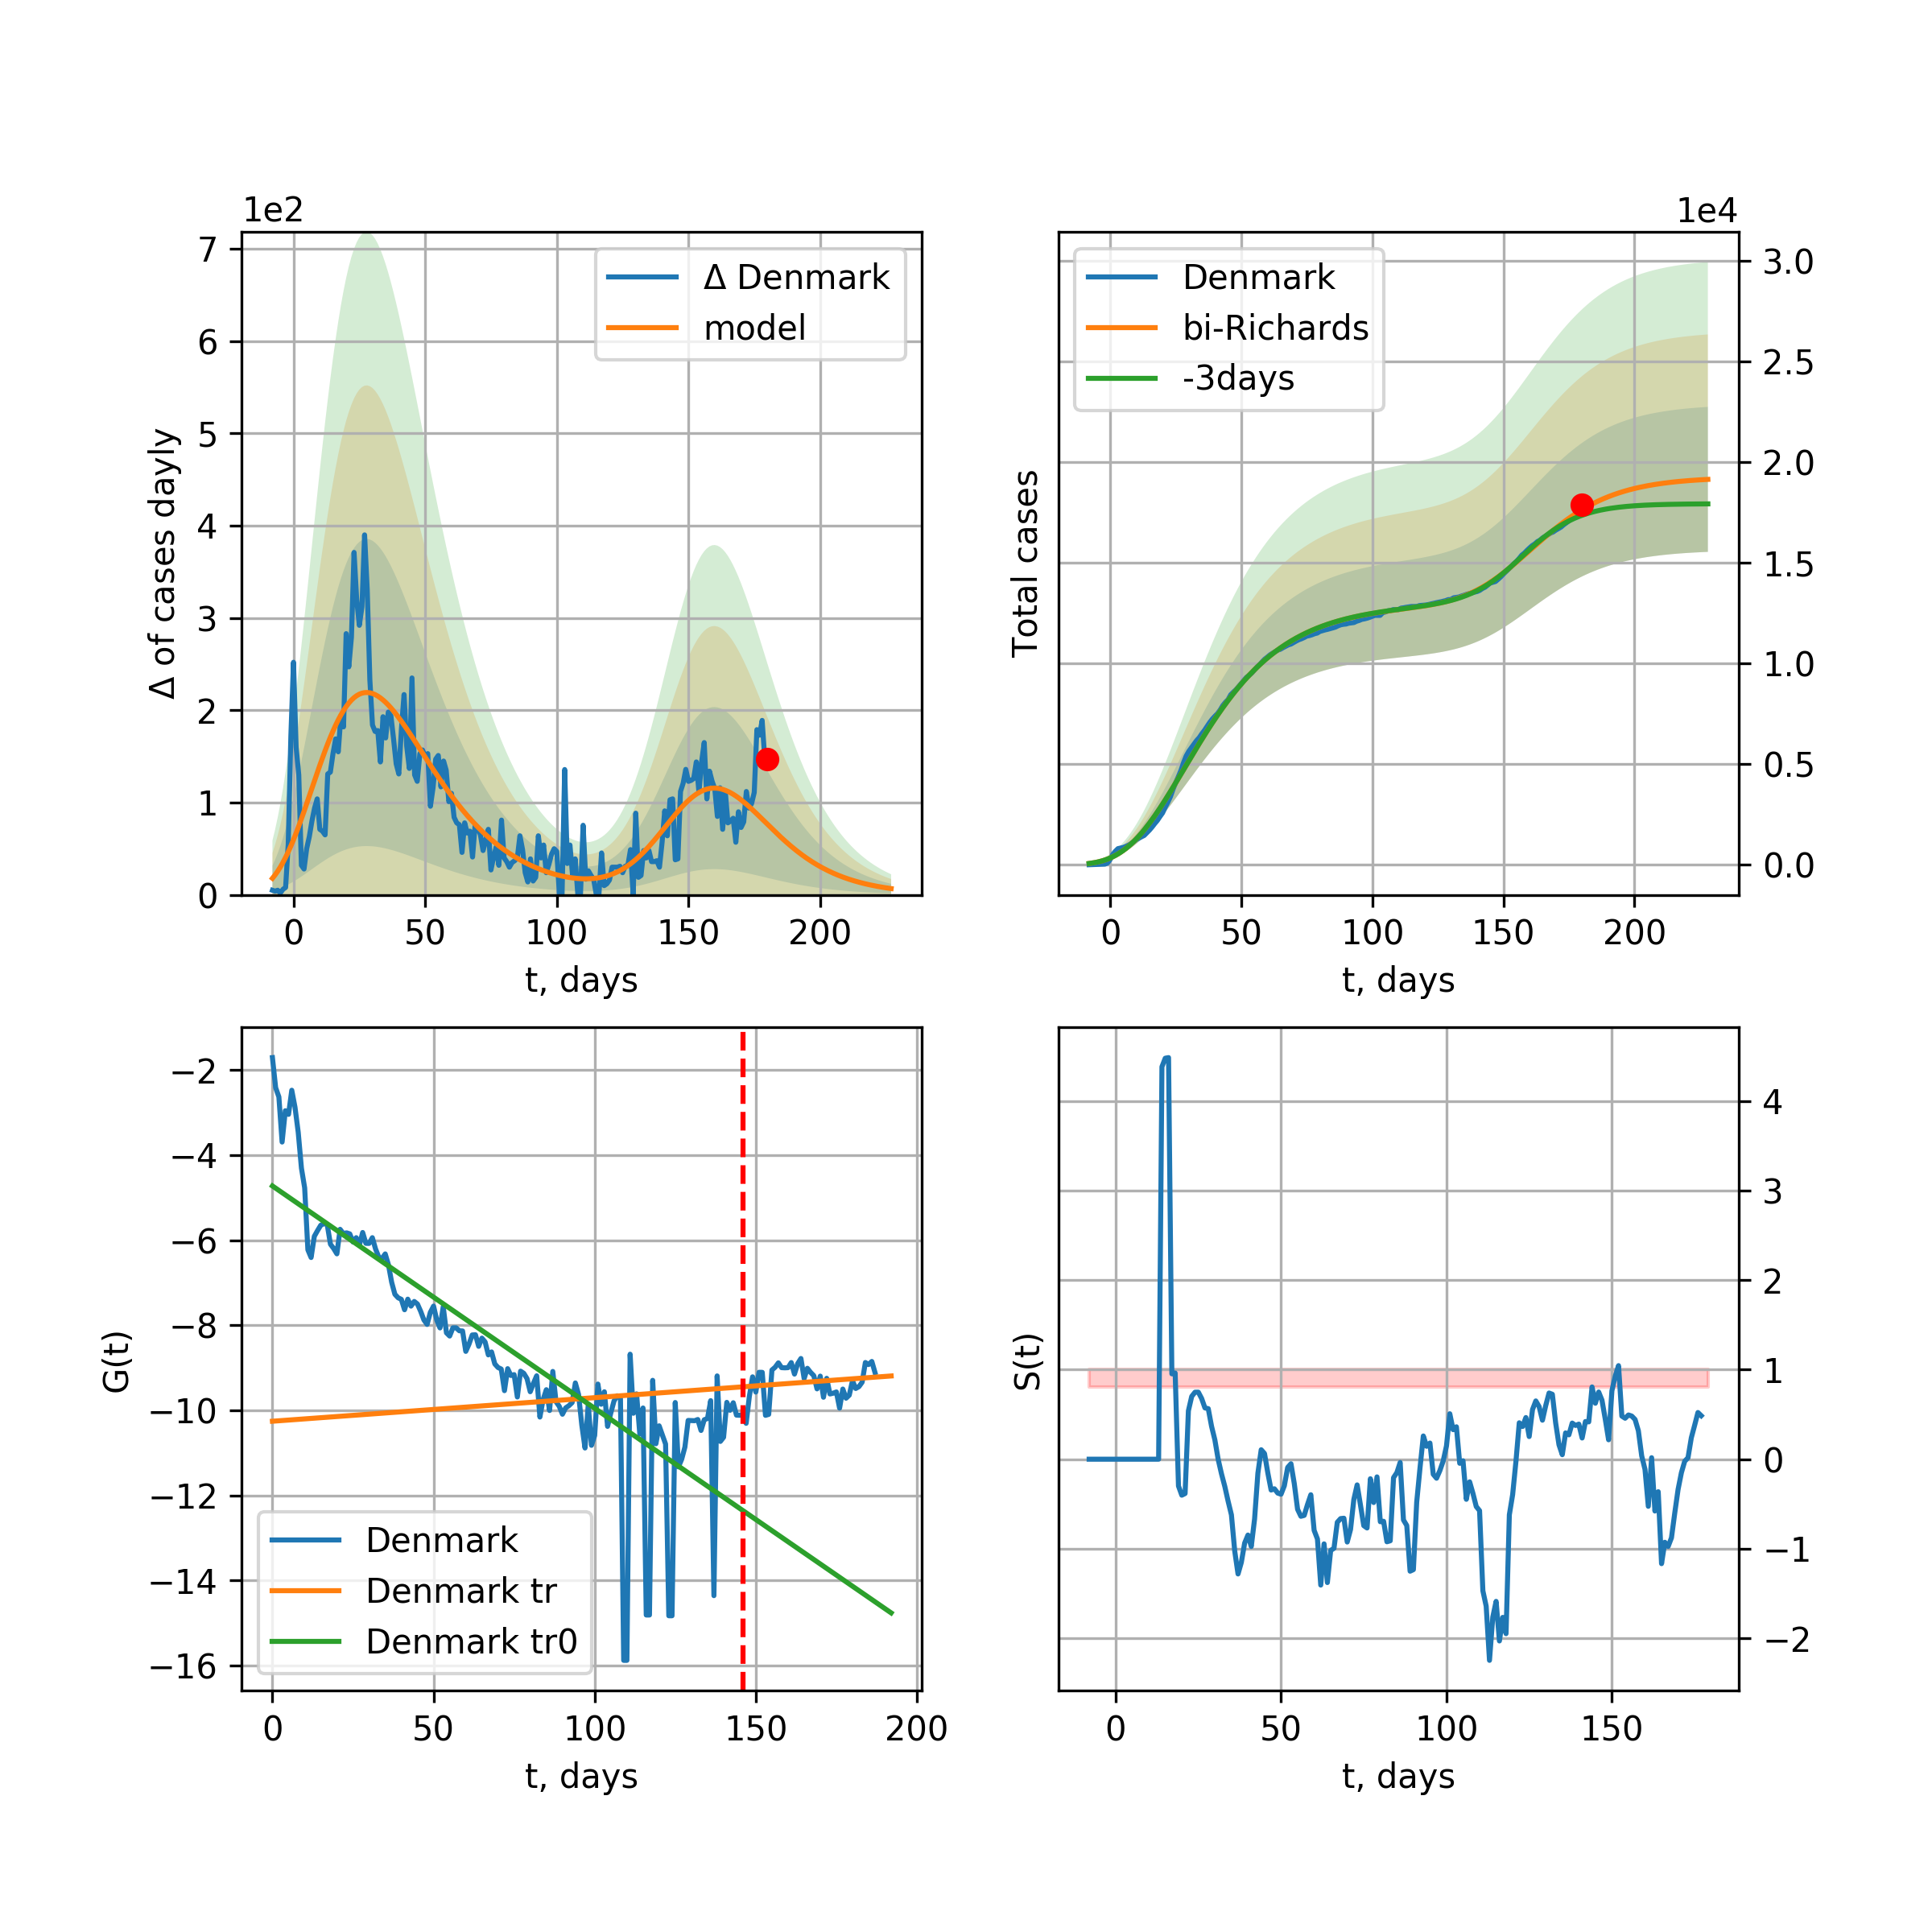 1e2
7
6
5
4
3
2
1
0
Δ of cases dayly
Δ Denmark
model
0 50 100 150 200
t, days
1e4
3.0
2.5
2.0
1.5
1.0
0.5
0.0
Total cases
Denmark
bi-Richards
-3days
0 50 100 150 200
t, days
−2
−4
−6
−8
−10
−12
−14
−16
G(t)
Denmark
Denmark tr
Denmark tr0
0 50 100 150 200
t, days
4
3
2
1
0
−1
−2
S(t)
0 50 100 150
t, days